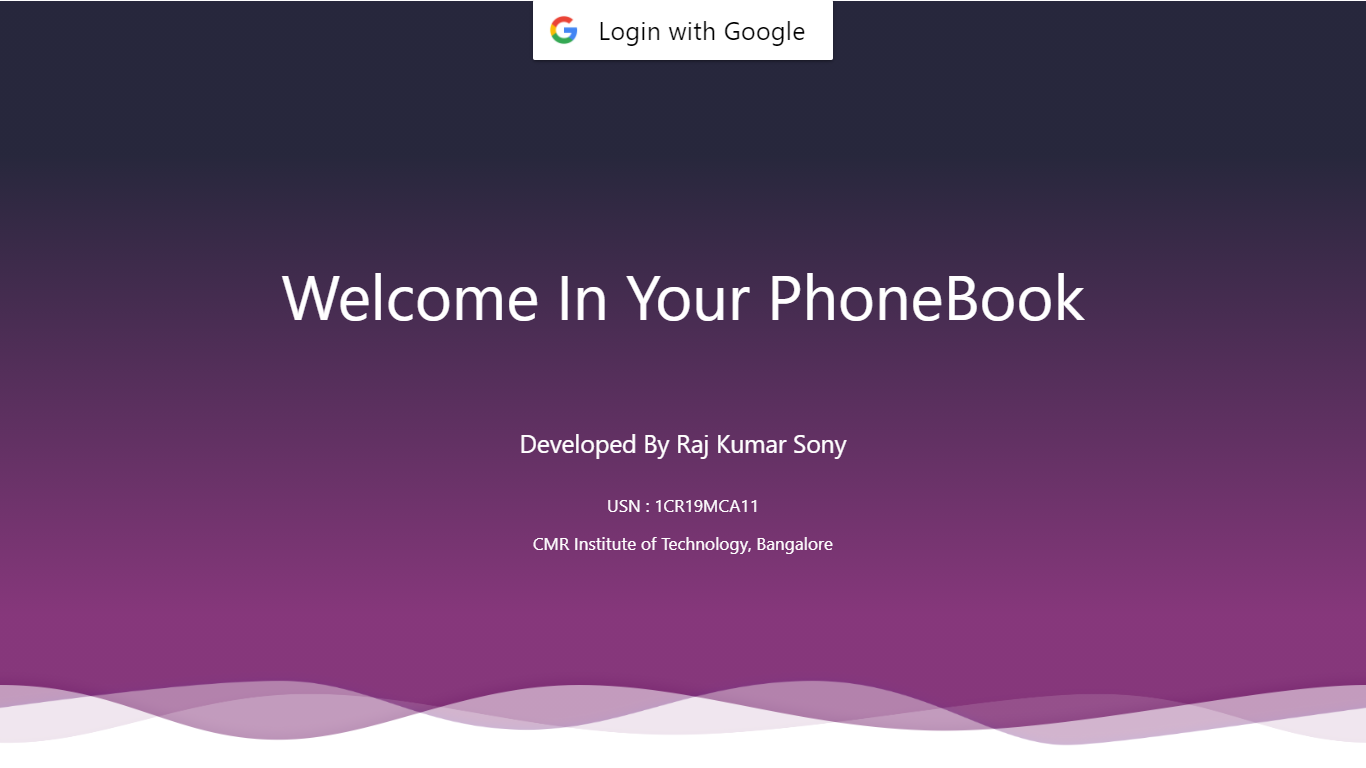 Login with Google
Welcome In Your PhoneBook
Developed By Raj Kumar Sony
USN : 1CR19MCA11
CMR Institute of Technology, Bangalore